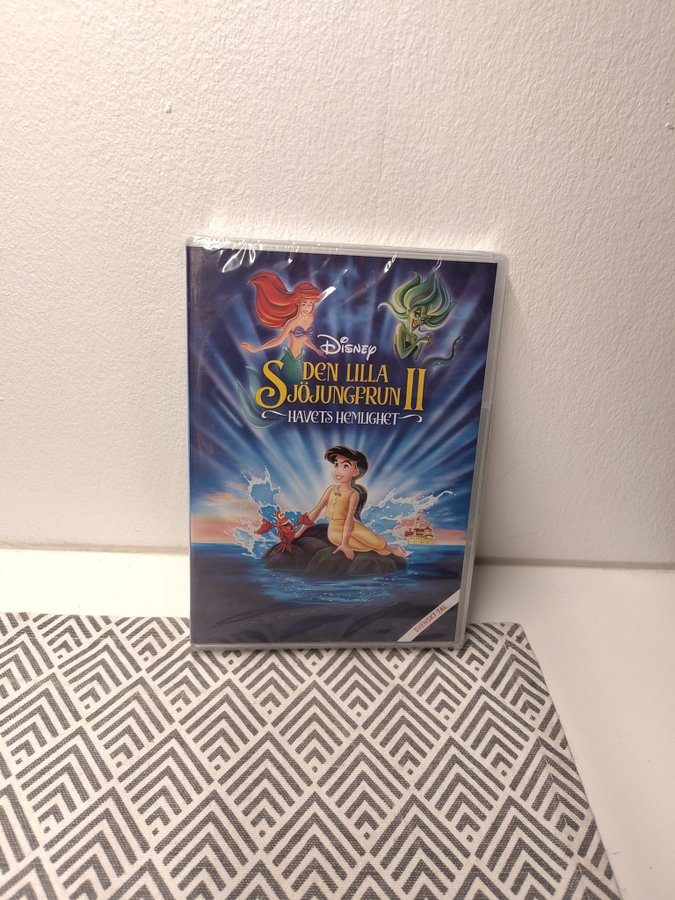 Disney
DEN LILLA
SJÖJUNGFRUN II
HAVETS HEMLIGHET
SVENSKT TAL